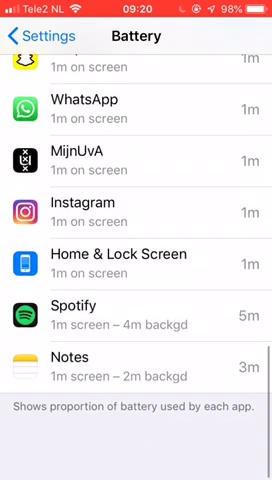 Tele2 NL 09:20 98%
Settings Battery
1m on screen 1m
WhatsApp
1m on screen 1m
MijnUvA
1m on screen 1m
Instagram
1m on screen 1m
Home & Lock Screen
1m on screen 1m
Spotify
1m screen – 4m backgd 5m
Notes
1m screen – 2m backgd 3m
Shows proportion of battery used by each app.